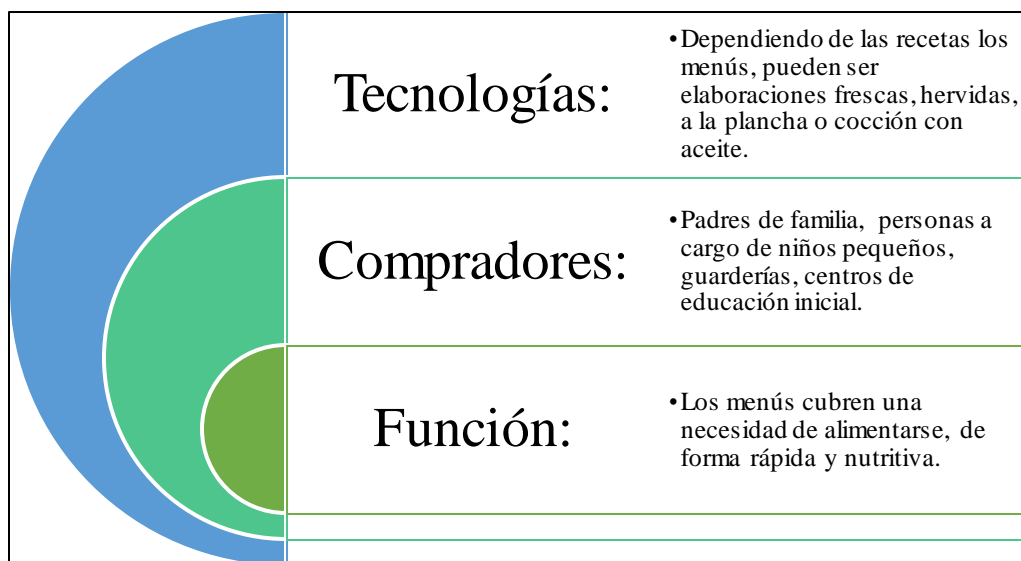 Tecnologías:
•Dependiendo de las recetas los
menús, pueden ser
elaboraciones frescas, hervidas,
a la plancha o cocción con
aceite.
Compradores:
•Padres de familia, personas a
cargo de niños pequeños,
guarderías, centros de
educación inicial.
Función:
•Los menús cubren una
necesidad de alimentarse, de
forma rápida y nutritiva.